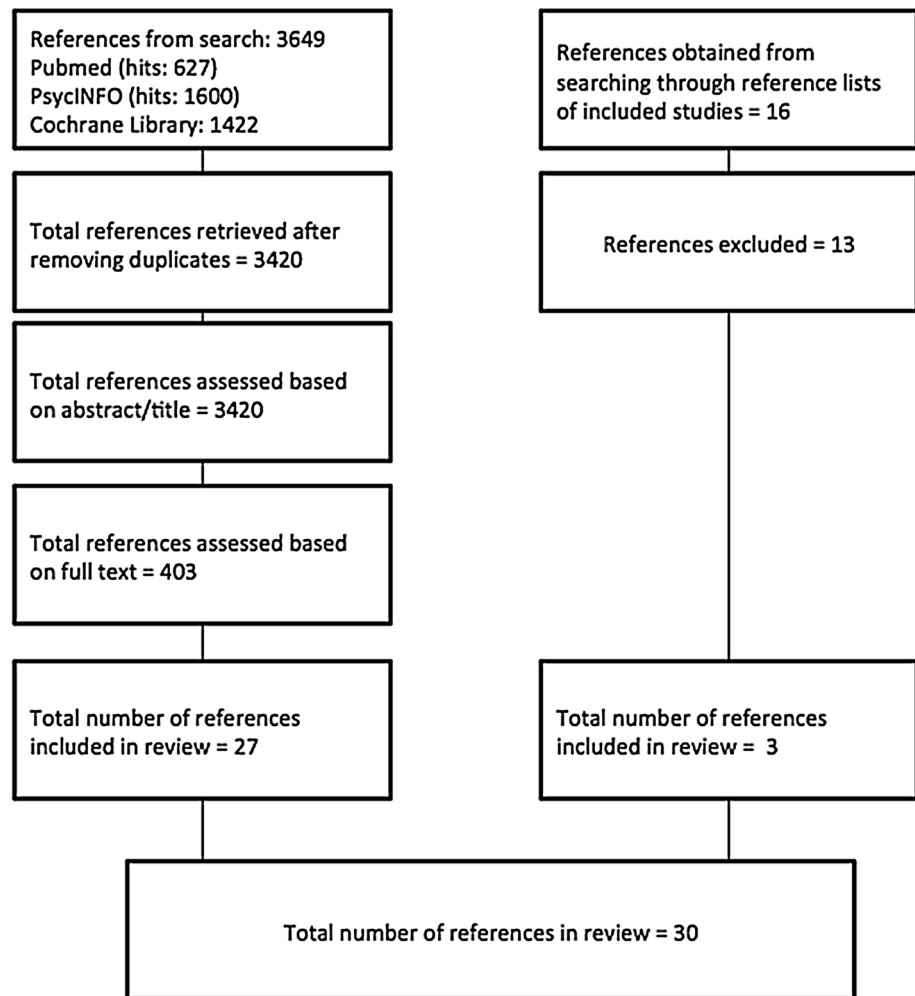 References from search: 3649
Pubmed (hits: 627)
PsycINFO (hits: 1600)
Cochrane Library: 1422
References obtained from
searching through reference lists
of included studies = 16
Total references retrieved after
removing duplicates = 3420
References excluded = 13
Total references assessed based
on abstract/title = 3420
Total references assessed based
on full text = 403
Total number of references
included in review = 27
Total number of references
included in review = 3
Total number of references in review = 30